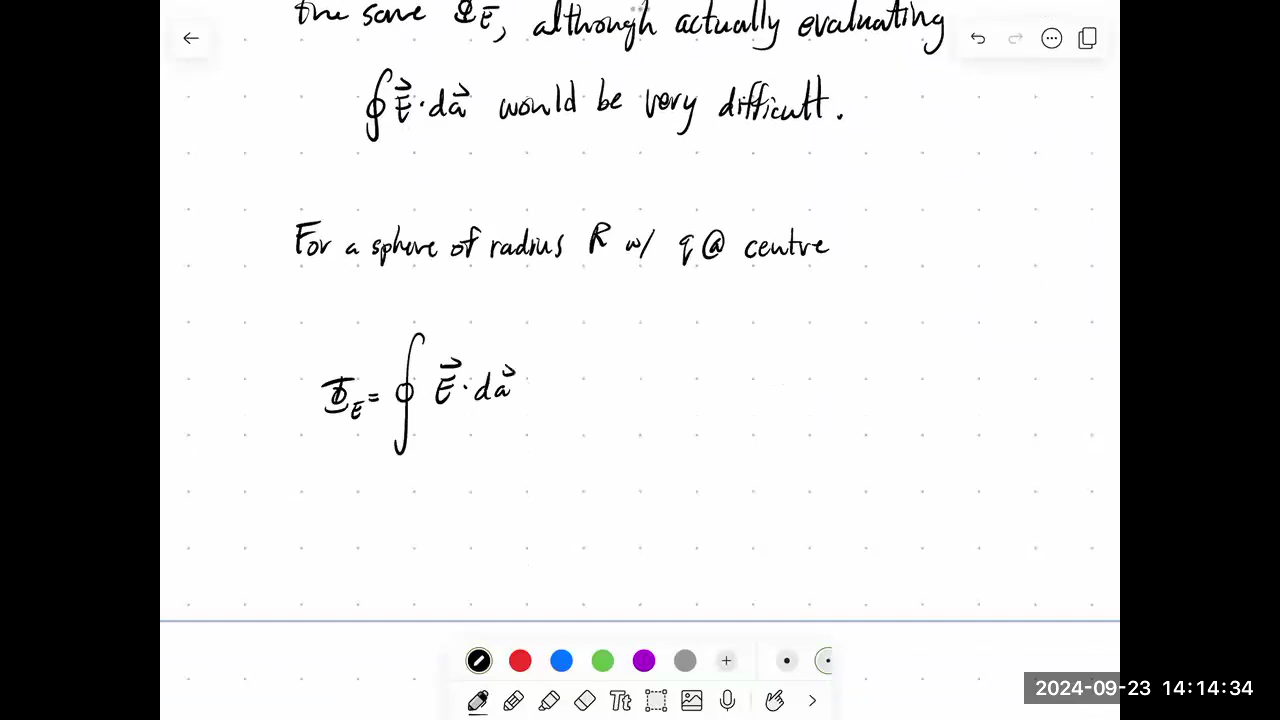 the same Φ_E, although actually evaluating
∮E⃗·da⃗ would be very difficult.
For a sphere of radius R w/ q @ centre
Φ_E = ∮ E⃗·da⃗
Tt
2024-09-23 14:14:34